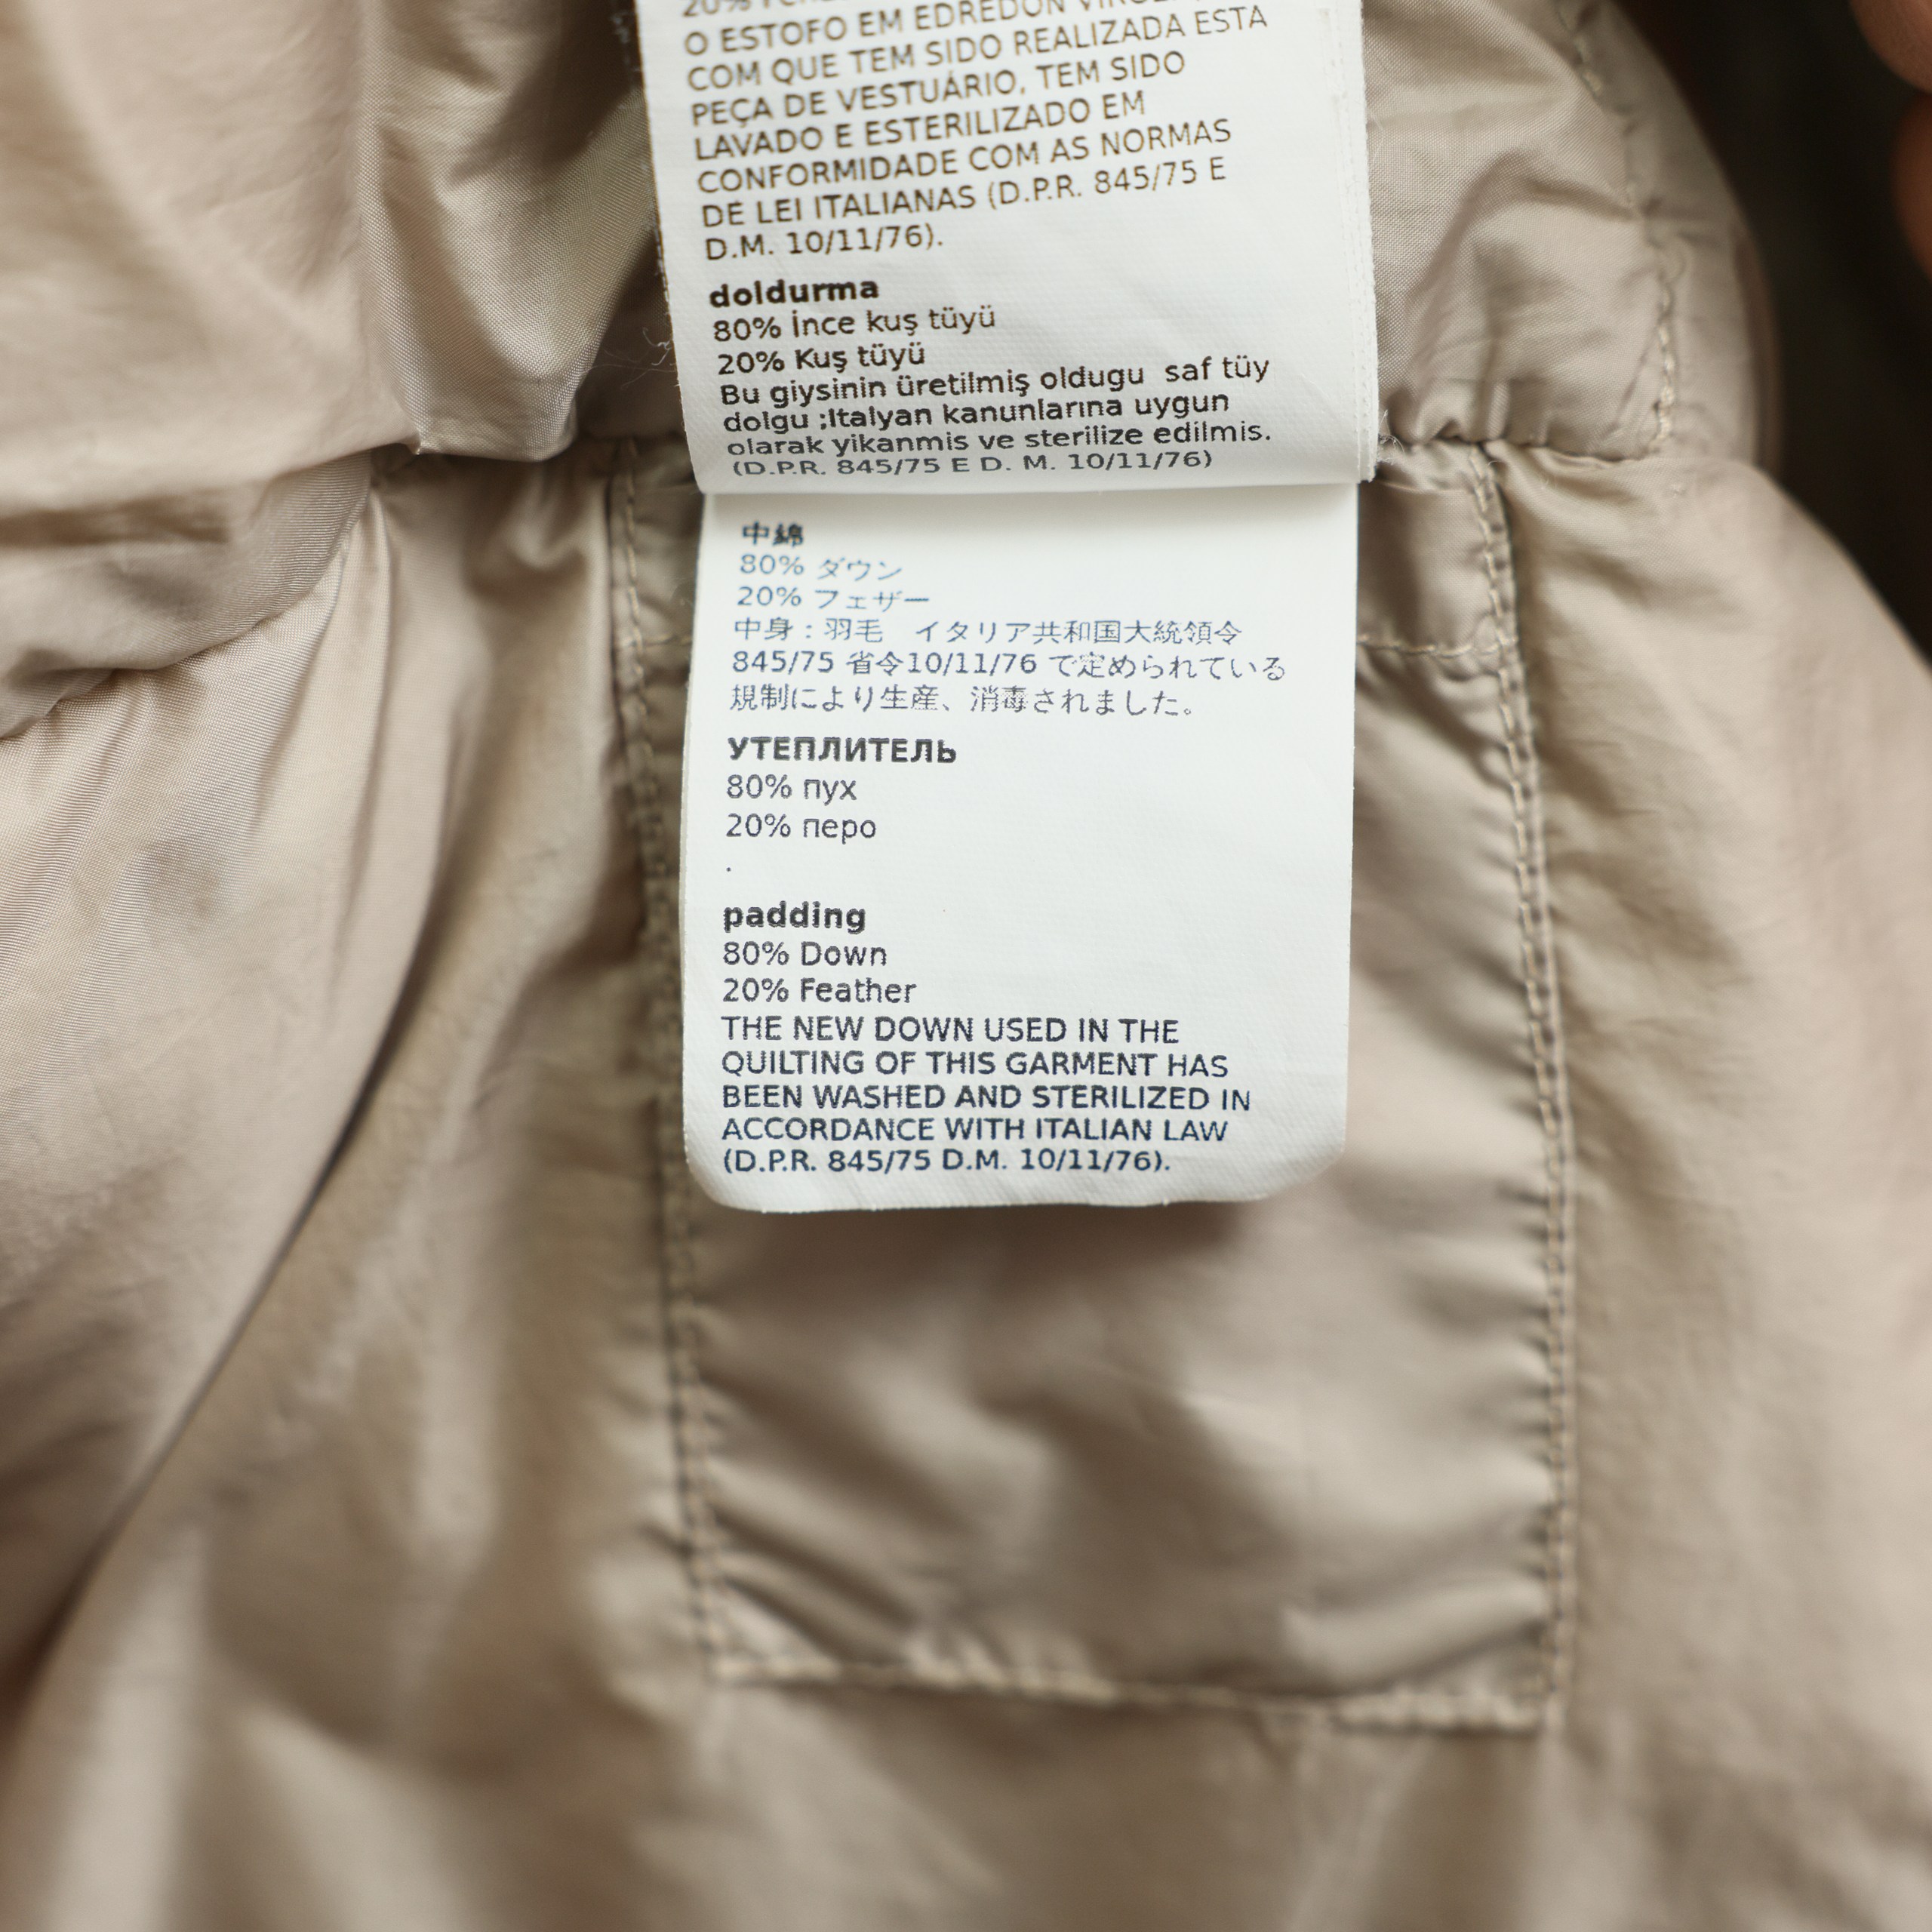 20%
O ESTOFO EM EDREDON
COM QUE TEM SIDO REALIZADA ESTA
PEÇA DE VESTUÁRIO, TEM SIDO
LAVADO E ESTERILIZADO EM
CONFORMIDADE COM AS NORMAS
DE LEI ITALIANAS (D.P.R. 845/75 E
D.M. 10/11/76).
doldurma
80% İnce kuş tüyü
20% Kuş tüyü
Bu giysinin üretilmiş oldugu saf tüy
dolgu ;Italyan kanunlarına uygun
olarak yikanmis ve sterilize edilmis.
(D.P.R. 845/75 E D. M. 10/11/76)
中綿
80% ダウン
20% フェザー
中身：羽毛　イタリア共和国大統領令
845/75 省令10/11/76 で定められている
規制により生産、消毒されました。
УТЕПЛИТЕЛЬ
80% пух
20% перо
.
padding
80% Down
20% Feather
THE NEW DOWN USED IN THE
QUILTING OF THIS GARMENT HAS
BEEN WASHED AND STERILIZED IN
ACCORDANCE WITH ITALIAN LAW
(D.P.R. 845/75 D.M. 10/11/76).